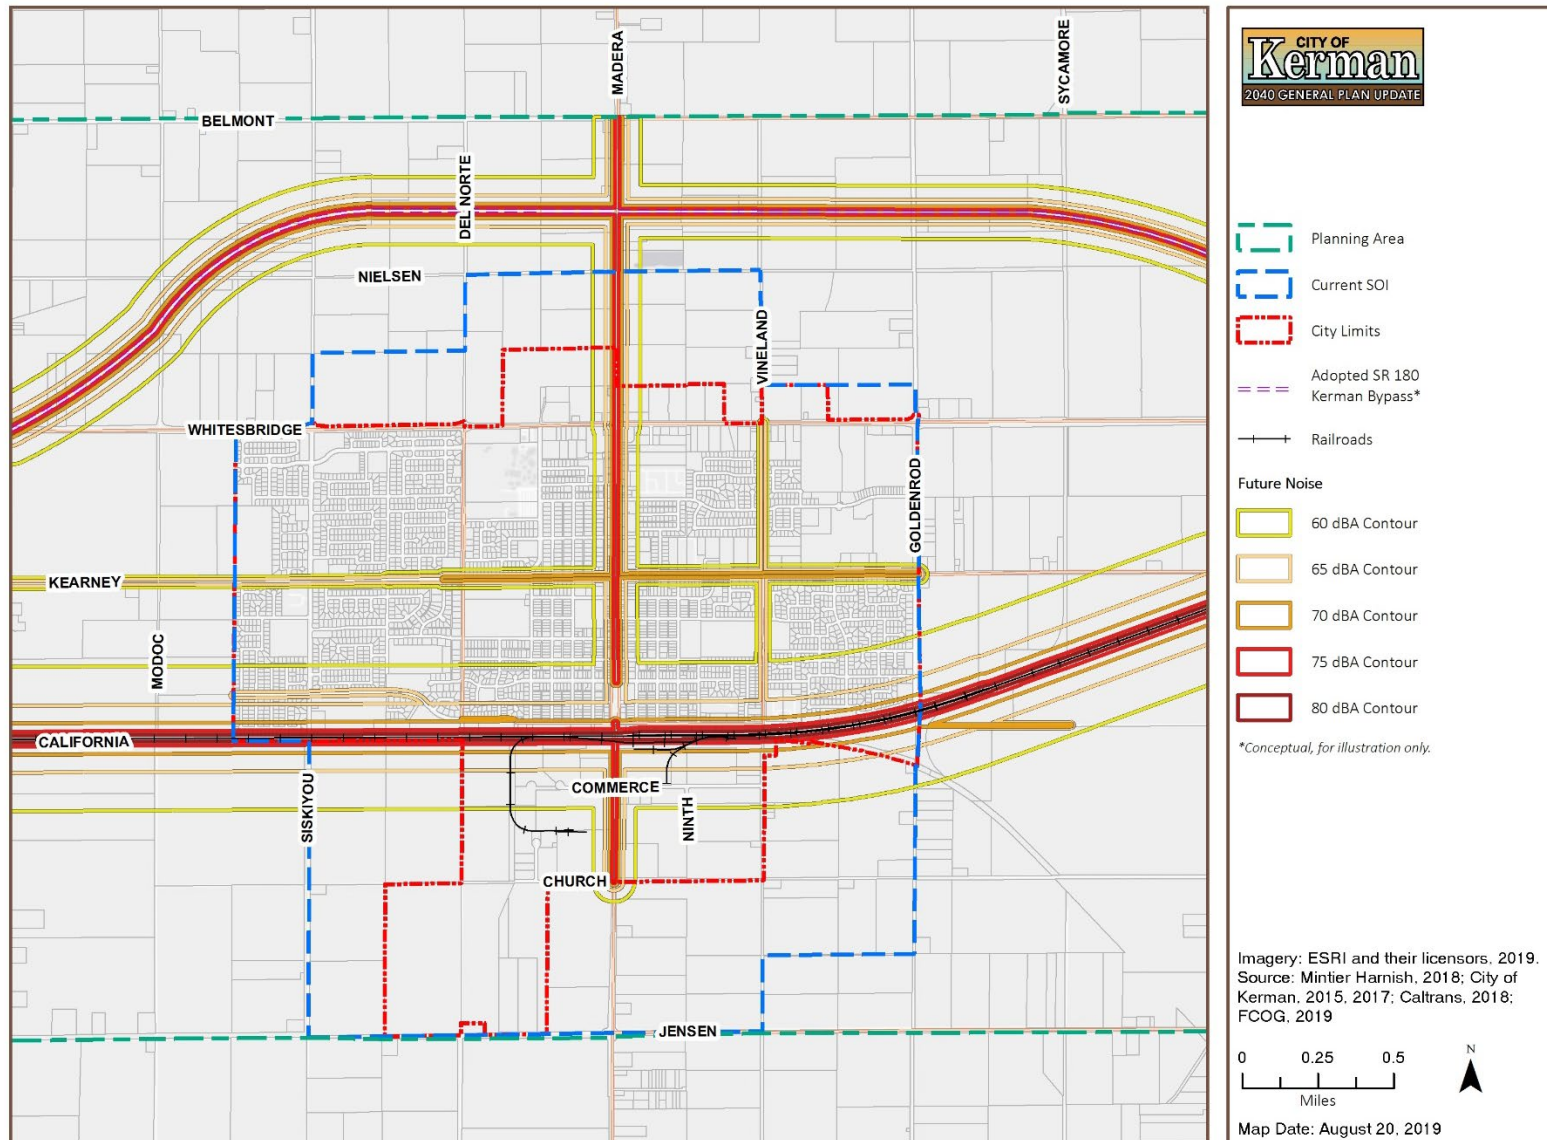 MADERA
SYCAMORE
BELMONT
DEL NORTE
NIELSEN
VINELAND
WHITESBRIDGE
GOLDENROD
KEARNEY
MODOC
CALIFORNIA
SISKIYOU
COMMERCE
NINTH
CHURCH
JENSEN
CITY OF
Kerman
2040 GENERAL PLAN UPDATE
Planning Area
Current SOI
City Limits
Adopted SR 180
Kerman Bypass*
Railroads
Future Noise
60 dBA Contour
65 dBA Contour
70 dBA Contour
75 dBA Contour
80 dBA Contour
*Conceptual, for illustration only.
Imagery: ESRI and their licensors, 2019.
Source: Mintier Harnish, 2018; City of
Kerman, 2015, 2017; Caltrans, 2018;
FCOG, 2019
0 0.25 0.5
Miles
N
Map Date: August 20, 2019